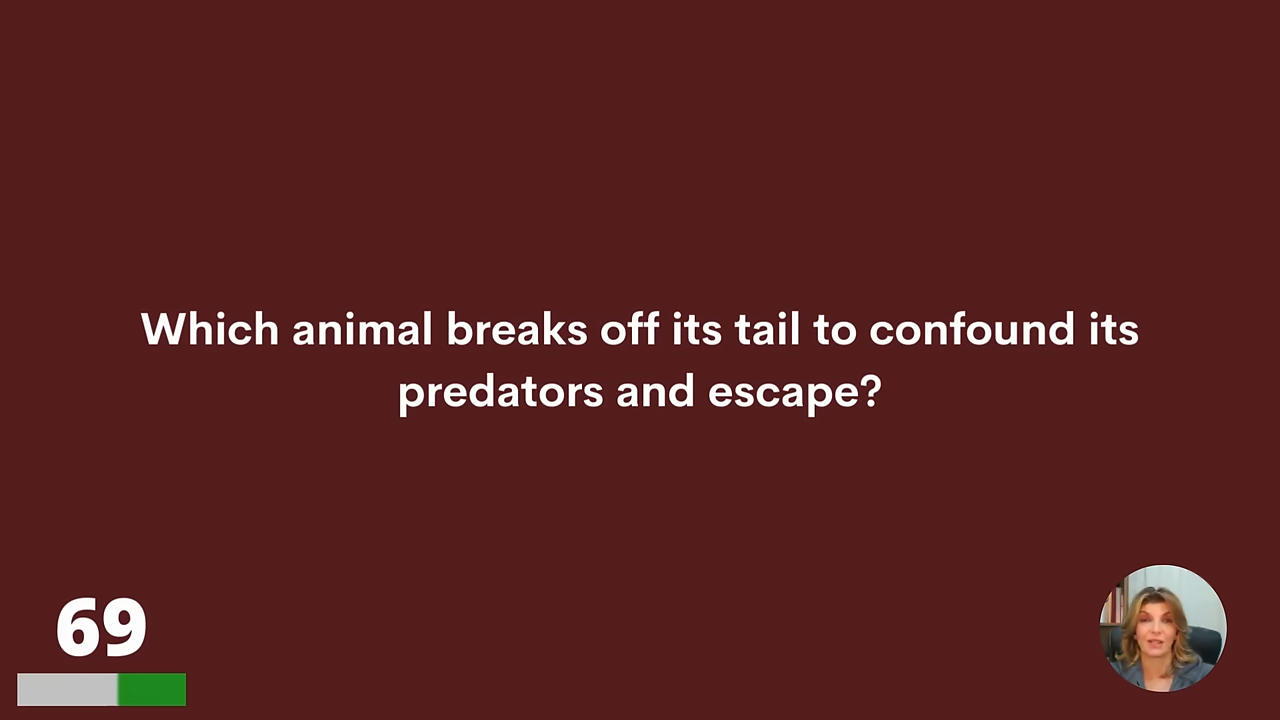 Which animal breaks off its tail to confound its
predators and escape?
69